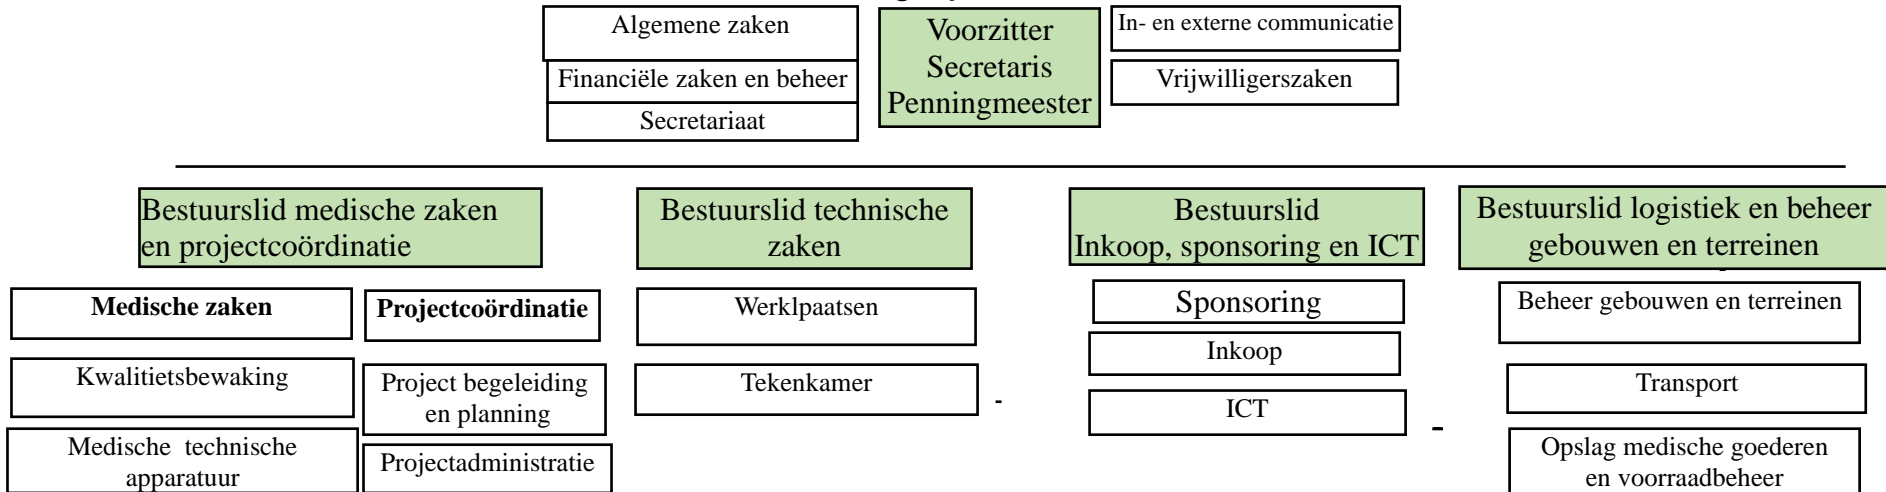 Algemene zaken
Financiële zaken en beheer
Secretariaat
Voorzitter
Secretaris
Penningmeester
In- en externe communicatie
Vrijwilligerszaken
Bestuurslid medische zaken
en projectcoördinatie
Medische zaken
Kwalitietsbewaking
Medische technische
apparatuur
Projectcoördinatie
Project begeleiding
en planning
Projectadministratie
Bestuurslid technische
zaken
Werklpaatsen
Tekenkamer
-
Bestuurslid
Inkoop, sponsoring en ICT
Sponsoring
Inkoop
ICT
-
Bestuurslid logistiek en beheer
gebouwen en terreinen
Beheer gebouwen en terreinen
Transport
Opslag medische goederen
en voorraadbeheer